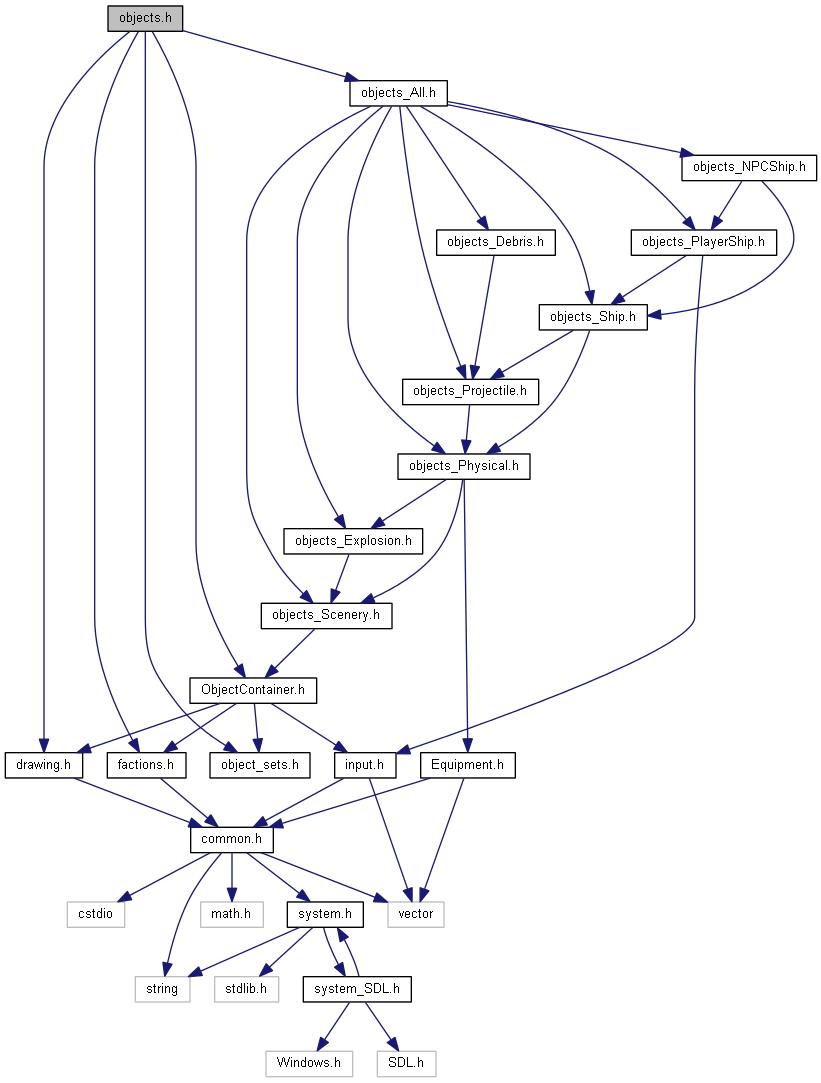 objects.h
objects_All.h
objects_NPCShip.h
objects_Debris.h
objects_PlayerShip.h
objects_Ship.h
objects_Projectile.h
objects_Physical.h
objects_Explosion.h
objects_Scenery.h
ObjectContainer.h
drawing.h
factions.h
object_sets.h
input.h
Equipment.h
common.h
cstdio
math.h
system.h
vector
string
stdlib.h
system_SDL.h
Windows.h
SDL.h